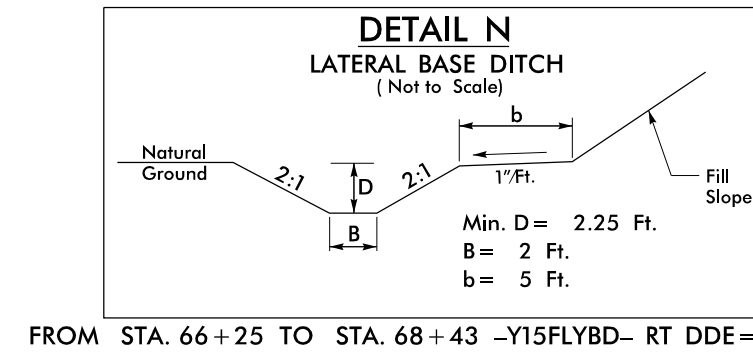 DETAIL N
LATERAL BASE DITCH
( Not to Scale)
b
Natural
Ground
2:1
D
2:1
1"/Ft.
Fill
Slope
B
Min. D = 2.25 Ft.
B = 2 Ft.
b = 5 Ft.
FROM STA. 66+25 TO STA. 68+43 -Y15FLYBD- RT DDE=